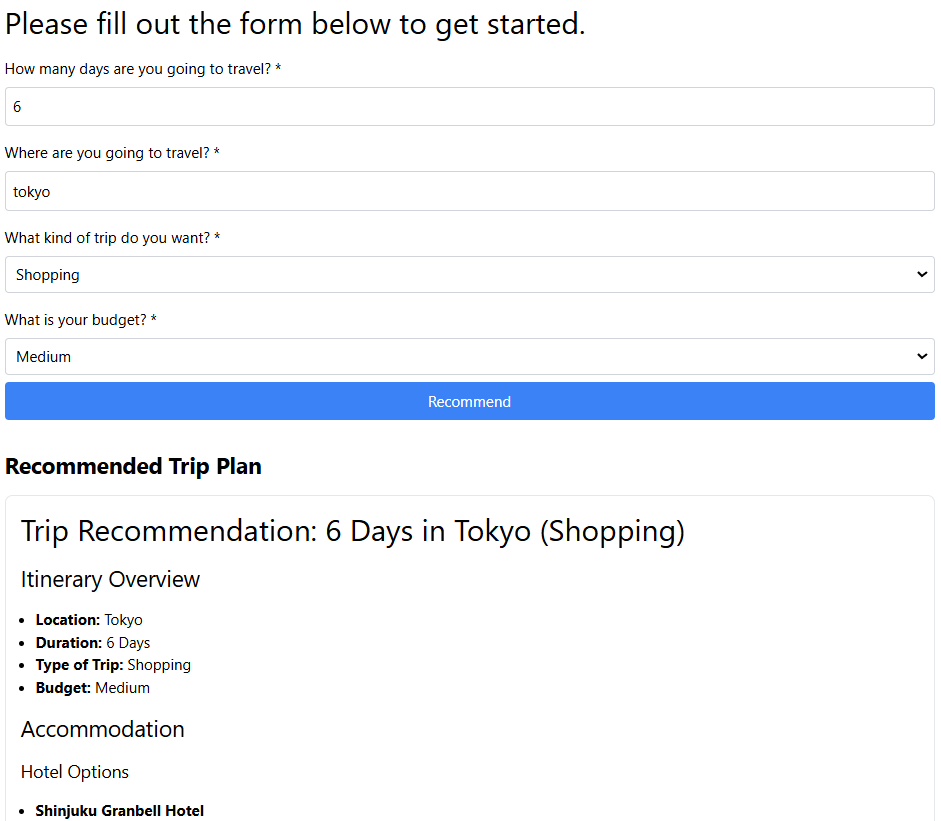 Please fill out the form below to get started.
How many days are you going to travel? *
6
Where are you going to travel? *
tokyo
What kind of trip do you want? *
Shopping
What is your budget? *
Medium
Recommend
Recommended Trip Plan
Trip Recommendation: 6 Days in Tokyo (Shopping)
Itinerary Overview
Location: Tokyo
Duration: 6 Days
Type of Trip: Shopping
Budget: Medium
Accommodation
Hotel Options
Shinjuku Granbell Hotel